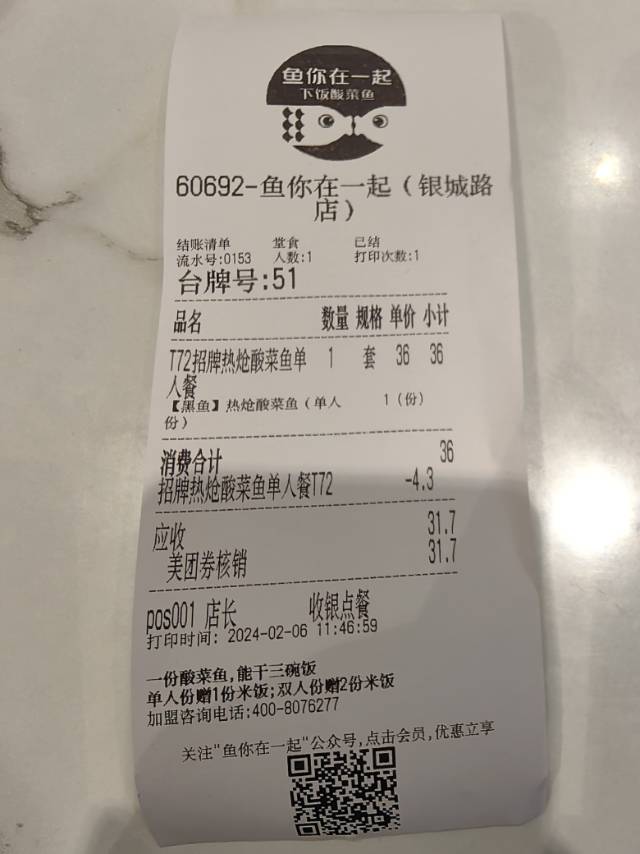 鱼你在一起
下饭酸菜鱼
60692-鱼你在一起（银城路
店）
结账清单 堂食 已结
流水号:0153 人数:1 打印次数:1
台牌号:51
品名 数量 规格 单价 小计
T72招牌热炝酸菜鱼单 1 套 36 36
人餐
【黑鱼】热炝酸菜鱼（单人 1（份）
份）
消费合计 36
招牌热炝酸菜鱼单人餐T72 -4.3
应收 31.7
美团券核销 31.7
pos001 店长 收银点餐
打印时间: 2024-02-06 11:46:59
一份酸菜鱼,能干三碗饭
单人份赠1份米饭;双人份赠2份米饭
加盟咨询电话:400-8076277
关注"鱼你在一起"公众号,点击会员,优惠立享